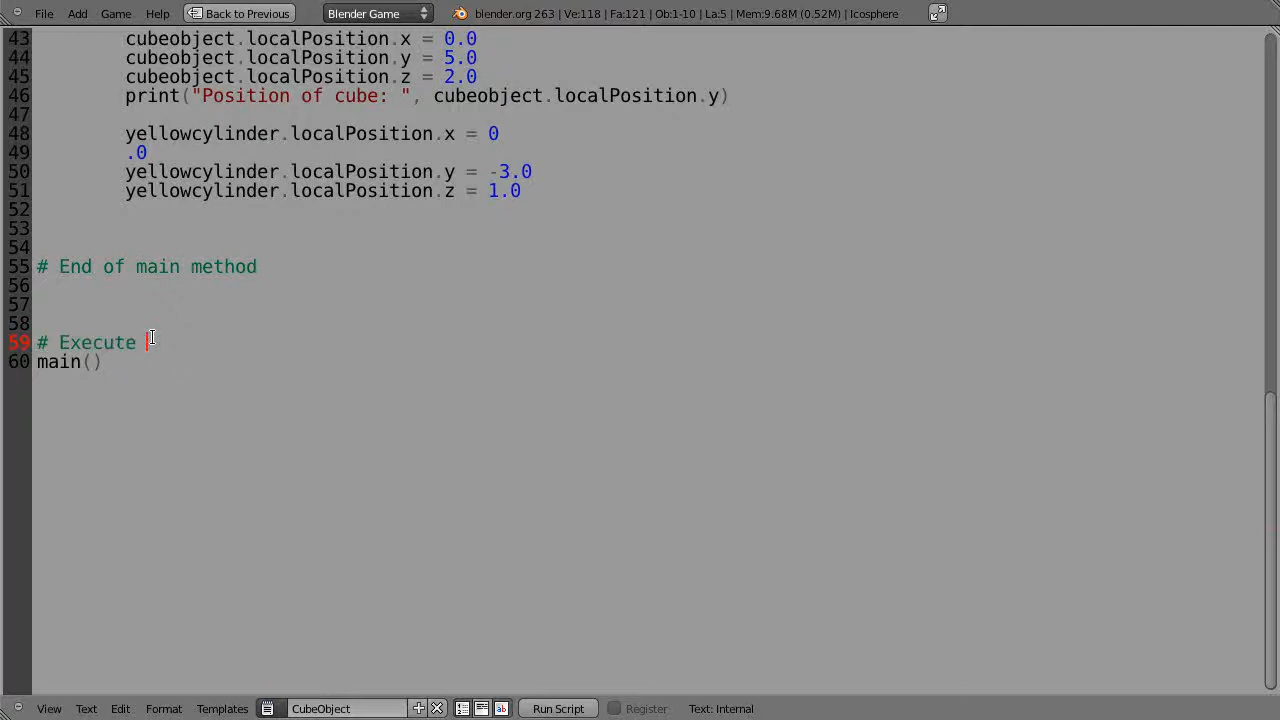 File Add Game Help Back to Previous Blender Game blender.org 263 | Ve:118 | Fa:121 | Ob:1-10 | La:5 | Mem:9.68M (0.52M) | Icosphere
43 cubeobject.localPosition.x = 0.0
44 cubeobject.localPosition.y = 5.0
45 cubeobject.localPosition.z = 2.0
46 print("Position of cube: ", cubeobject.localPosition.y)
47
48 yellowcylinder.localPosition.x = 0
49 .0
50 yellowcylinder.localPosition.y = -3.0
51 yellowcylinder.localPosition.z = 1.0
52
53
54
55 # End of main method
56
57
58
59 # Execute
60 main()
View Text Edit Format Templates CubeObject Run Script Register Text: Internal